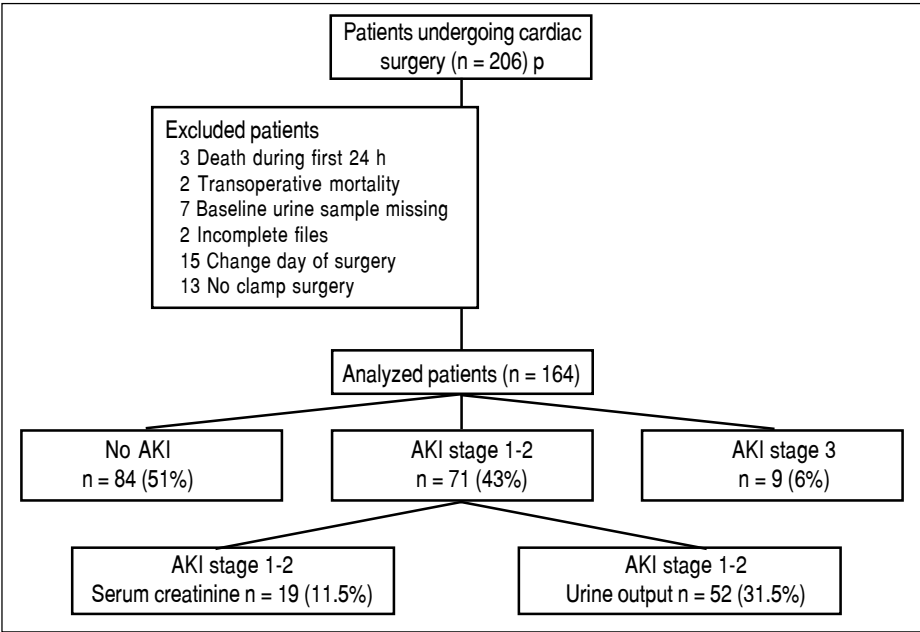 Patients undergoing cardiac
surgery (n = 206) p
Excluded patients
3 Death during first 24 h
2 Transoperative mortality
7 Baseline urine sample missing
2 Incomplete files
15 Change day of surgery
13 No clamp surgery
Analyzed patients (n = 164)
No AKI
n = 84 (51%)
AKI stage 1-2
n = 71 (43%)
AKI stage 3
n = 9 (6%)
AKI stage 1-2
Serum creatinine n = 19 (11.5%)
AKI stage 1-2
Urine output n = 52 (31.5%)